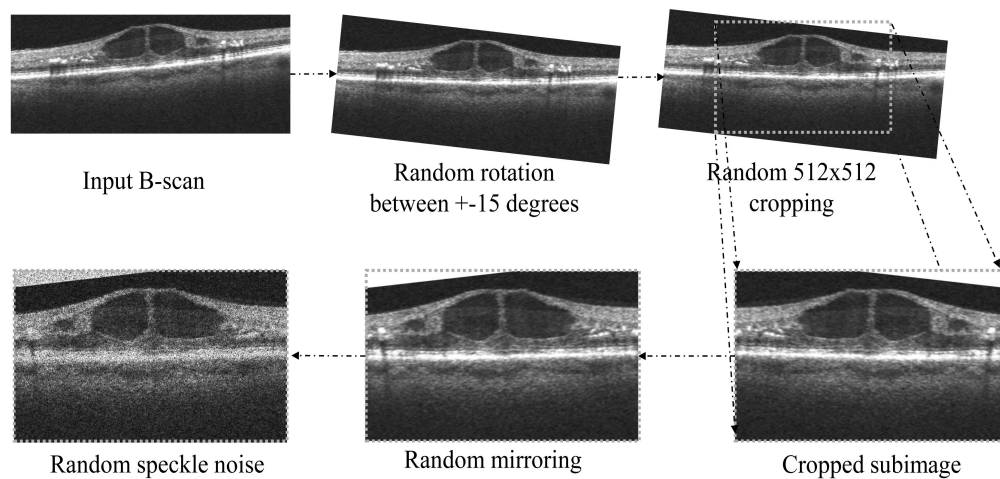 Input B-scan
Random rotation
between +-15 degrees
Random 512x512
cropping
Random speckle noise
Random mirroring
Cropped subimage